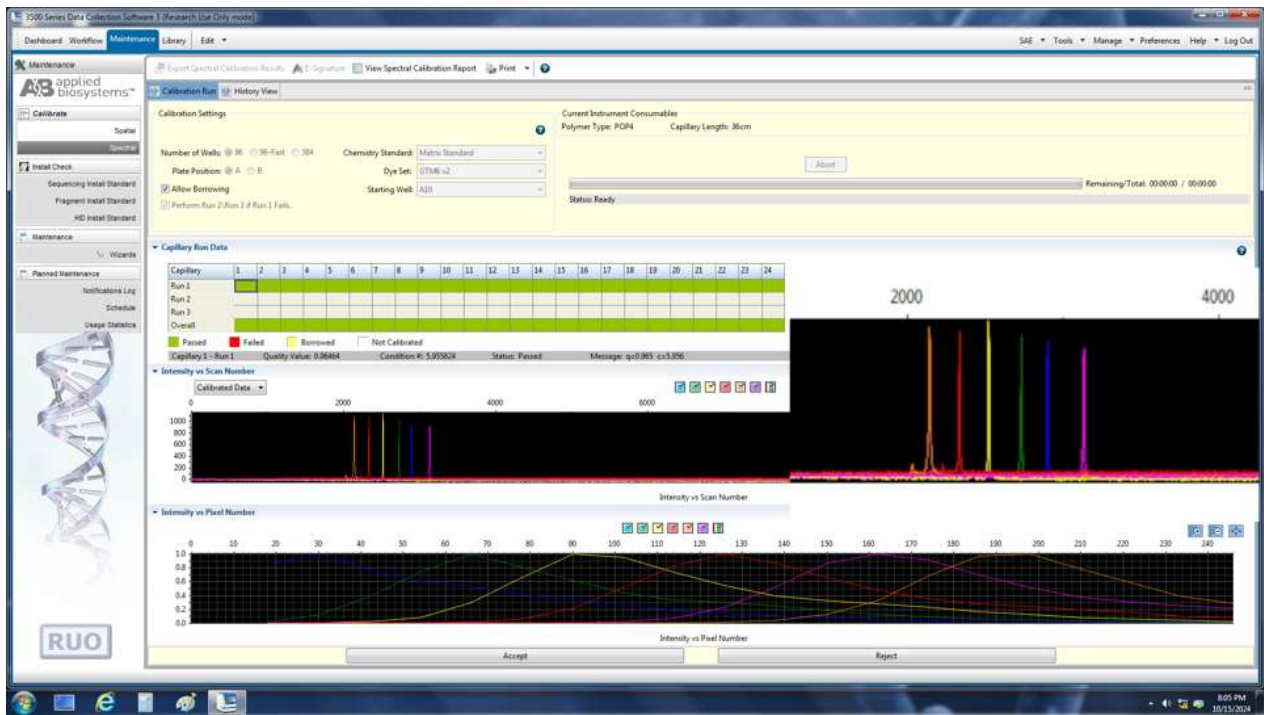 3500 Series Data Collection Software 3 (Research Use Only mode)
Dashboard Workflow Maintenance Library Edit
SAE Tools Manage Preferences Help Log Out
Maintenance
AB applied biosystems™
Calibrate
Spatial
Spectral
Install Check
Sequencing Install Standard
Fragment Install Standard
HID Install Standard
Maintenance
Wizards
Planned Maintenance
Notifications Log
Schedule
Usage Statistics
RUO
Export Spectral Calibration Results E-Signature View Spectral Calibration Report Print
Calibration Run History View
Calibration Settings
Number of Wells: 96 96-Fast 384
Chemistry Standard: Matrix Standard
Plate Position: A B
Dye Set: GTM6 v2
Allow Borrowing
Starting Well: A10
Perform Run 2\Run 3 if Run 1 Fails.
Current Instrument Consumables
Polymer Type: POP4 Capillary Length: 36cm
Abort
Remaining/Total: 00:00:00 / 00:00:00
Status: Ready
Capillary Run Data
Capillary 1 2 3 4 5 6 7 8 9 10 11 12 13 14 15 16 17 18 19 20 21 22 23 24
Run 1
Run 2
Run 3
Overall
Passed Failed Borrowed Not Calibrated
Capillary 1 - Run 1 Quality Value: 0.96464 Condition #: 5.955824 Status: Passed Message: q=0.965 c=5.956
Intensity vs Scan Number
Calibrated Data
0 2000 4000 6000
1000
800
600
400
200
0
2000 4000
Intensity vs Scan Number
Intensity vs Pixel Number
0 10 20 30 40 50 60 70 80 90 100 110 120 130 140 150 160 170 180 190 200 210 220 230 240
1.0
0.8
0.6
0.4
0.2
0.0
Intensity vs Pixel Number
Accept Reject
8:05 PM
10/15/2024